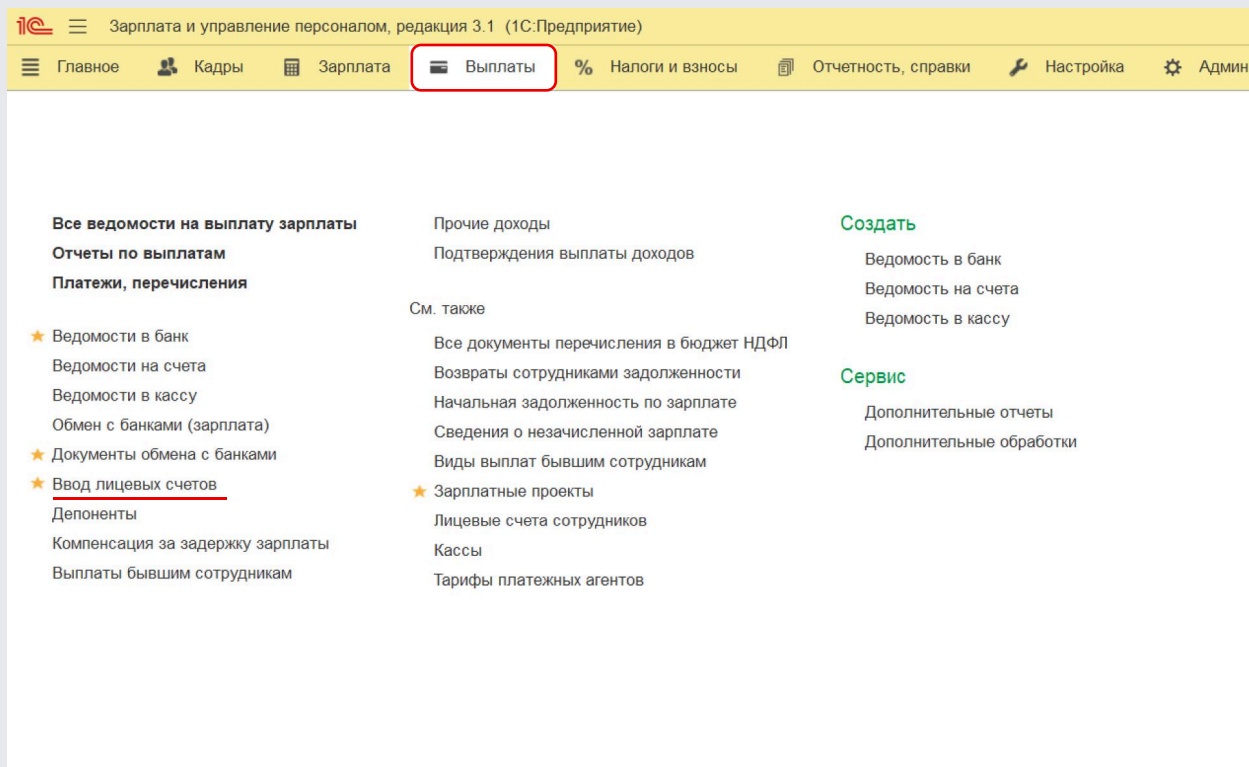 1С Зарплата и управление персоналом, редакция 3.1 (1С:Предприятие)
Главное Кадры Зарплата Выплаты % Налоги и взносы Отчетность, справки Настройка Админ
Все ведомости на выплату зарплаты
Отчеты по выплатам
Платежи, перечисления
Ведомости в банк
Ведомости на счета
Ведомости в кассу
Обмен с банками (зарплата)
Документы обмена с банками
Ввод лицевых счетов
Депоненты
Компенсация за задержку зарплаты
Выплаты бывшим сотрудникам
Прочие доходы
Подтверждения выплаты доходов
См. также
Все документы перечисления в бюджет НДФЛ
Возвраты сотрудниками задолженности
Начальная задолженность по зарплате
Сведения о незачисленной зарплате
Виды выплат бывшим сотрудникам
Зарплатные проекты
Лицевые счета сотрудников
Кассы
Тарифы платежных агентов
Создать
Ведомость в банк
Ведомость на счета
Ведомость в кассу
Сервис
Дополнительные отчеты
Дополнительные обработки